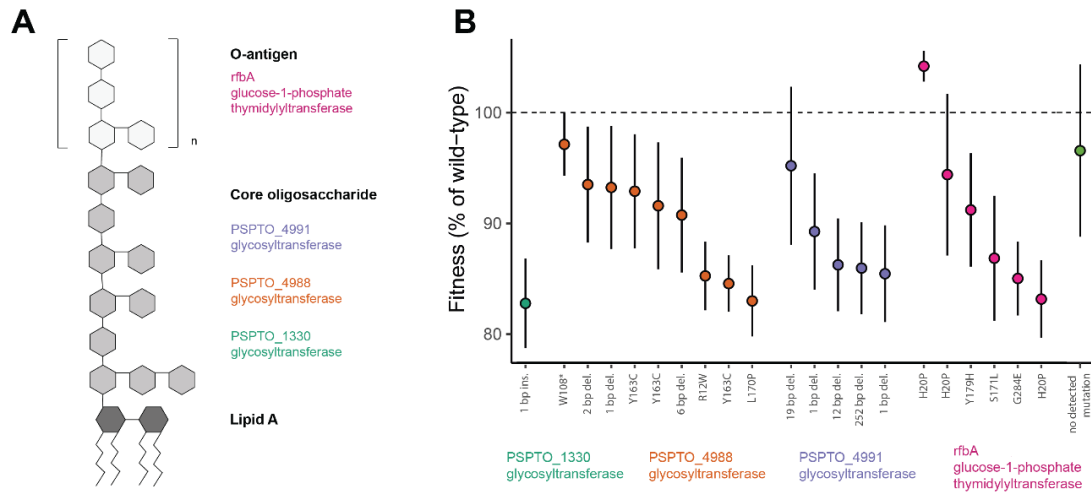 A
O-antigen
rfbA
glucose-1-phosphate
thymidylyltransferase
n
Core oligosaccharide
PSPTO_4991
glycosyltransferase
PSPTO_4988
glycosyltransferase
PSPTO_1330
glycosyltransferase
Lipid A
B
Fitness (% of wild-type)
100
90
80
1 bp ins.
W108*
2 bp del.
1 bp del.
Y163C
Y163C
6 bp del.
R12W
Y163C
L170P
19 bp del.
1 bp del.
12 bp del.
252 bp del.
1 bp del.
H20P
H20P
Y179H
S171L
G284E
H20P
no detected
mutation
PSPTO_1330
glycosyltransferase
PSPTO_4988
glycosyltransferase
PSPTO_4991
glycosyltransferase
rfbA
glucose-1-phosphate
thymidylyltransferase